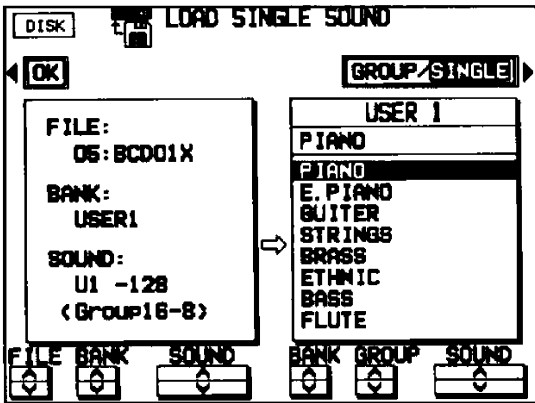 DISK
LOAD SINGLE SOUND
OK
GROUP/SINGLE
FILE:
05:BCD01X
BANK:
USER1
SOUND:
U1 -128
(Group16-8)
USER 1
PIANO
PIANO
E.PIANO
GUITER
STRINGS
BRASS
ETHNIC
BASS
FLUTE
FILE BANK SOUND BANK GROUP SOUND